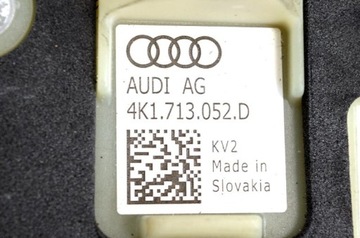 AUDI AG
4K1.713.052.D
KV2
Made in
Slovakia